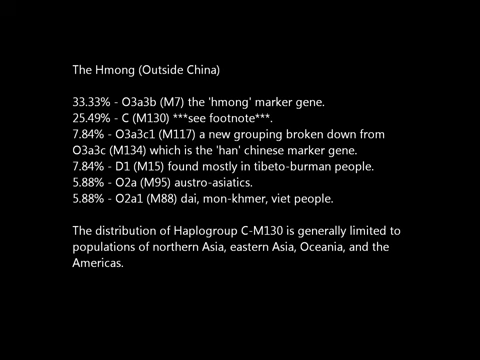 The Hmong (Outside China)
33.33% - O3a3b (M7) the 'hmong' marker gene.
25.49% - C (M130) ***see footnote***.
7.84% - O3a3c1 (M117) a new grouping broken down from
O3a3c (M134) which is the 'han' chinese marker gene.
7.84% - D1 (M15) found mostly in tibeto-burman people.
5.88% - O2a (M95) austro-asiatics.
5.88% - O2a1 (M88) dai, mon-khmer, viet people.
The distribution of Haplogroup C-M130 is generally limited to
populations of northern Asia, eastern Asia, Oceania, and the
Americas.